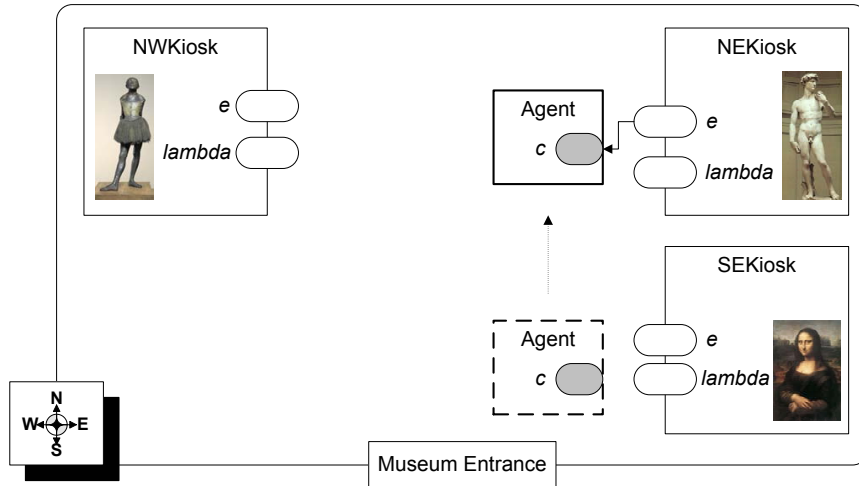 NWKiosk
e
lambda
Agent
c
NEKiosk
e
lambda
SEKiosk
Agent
c
e
lambda
N
W E
S
Museum Entrance